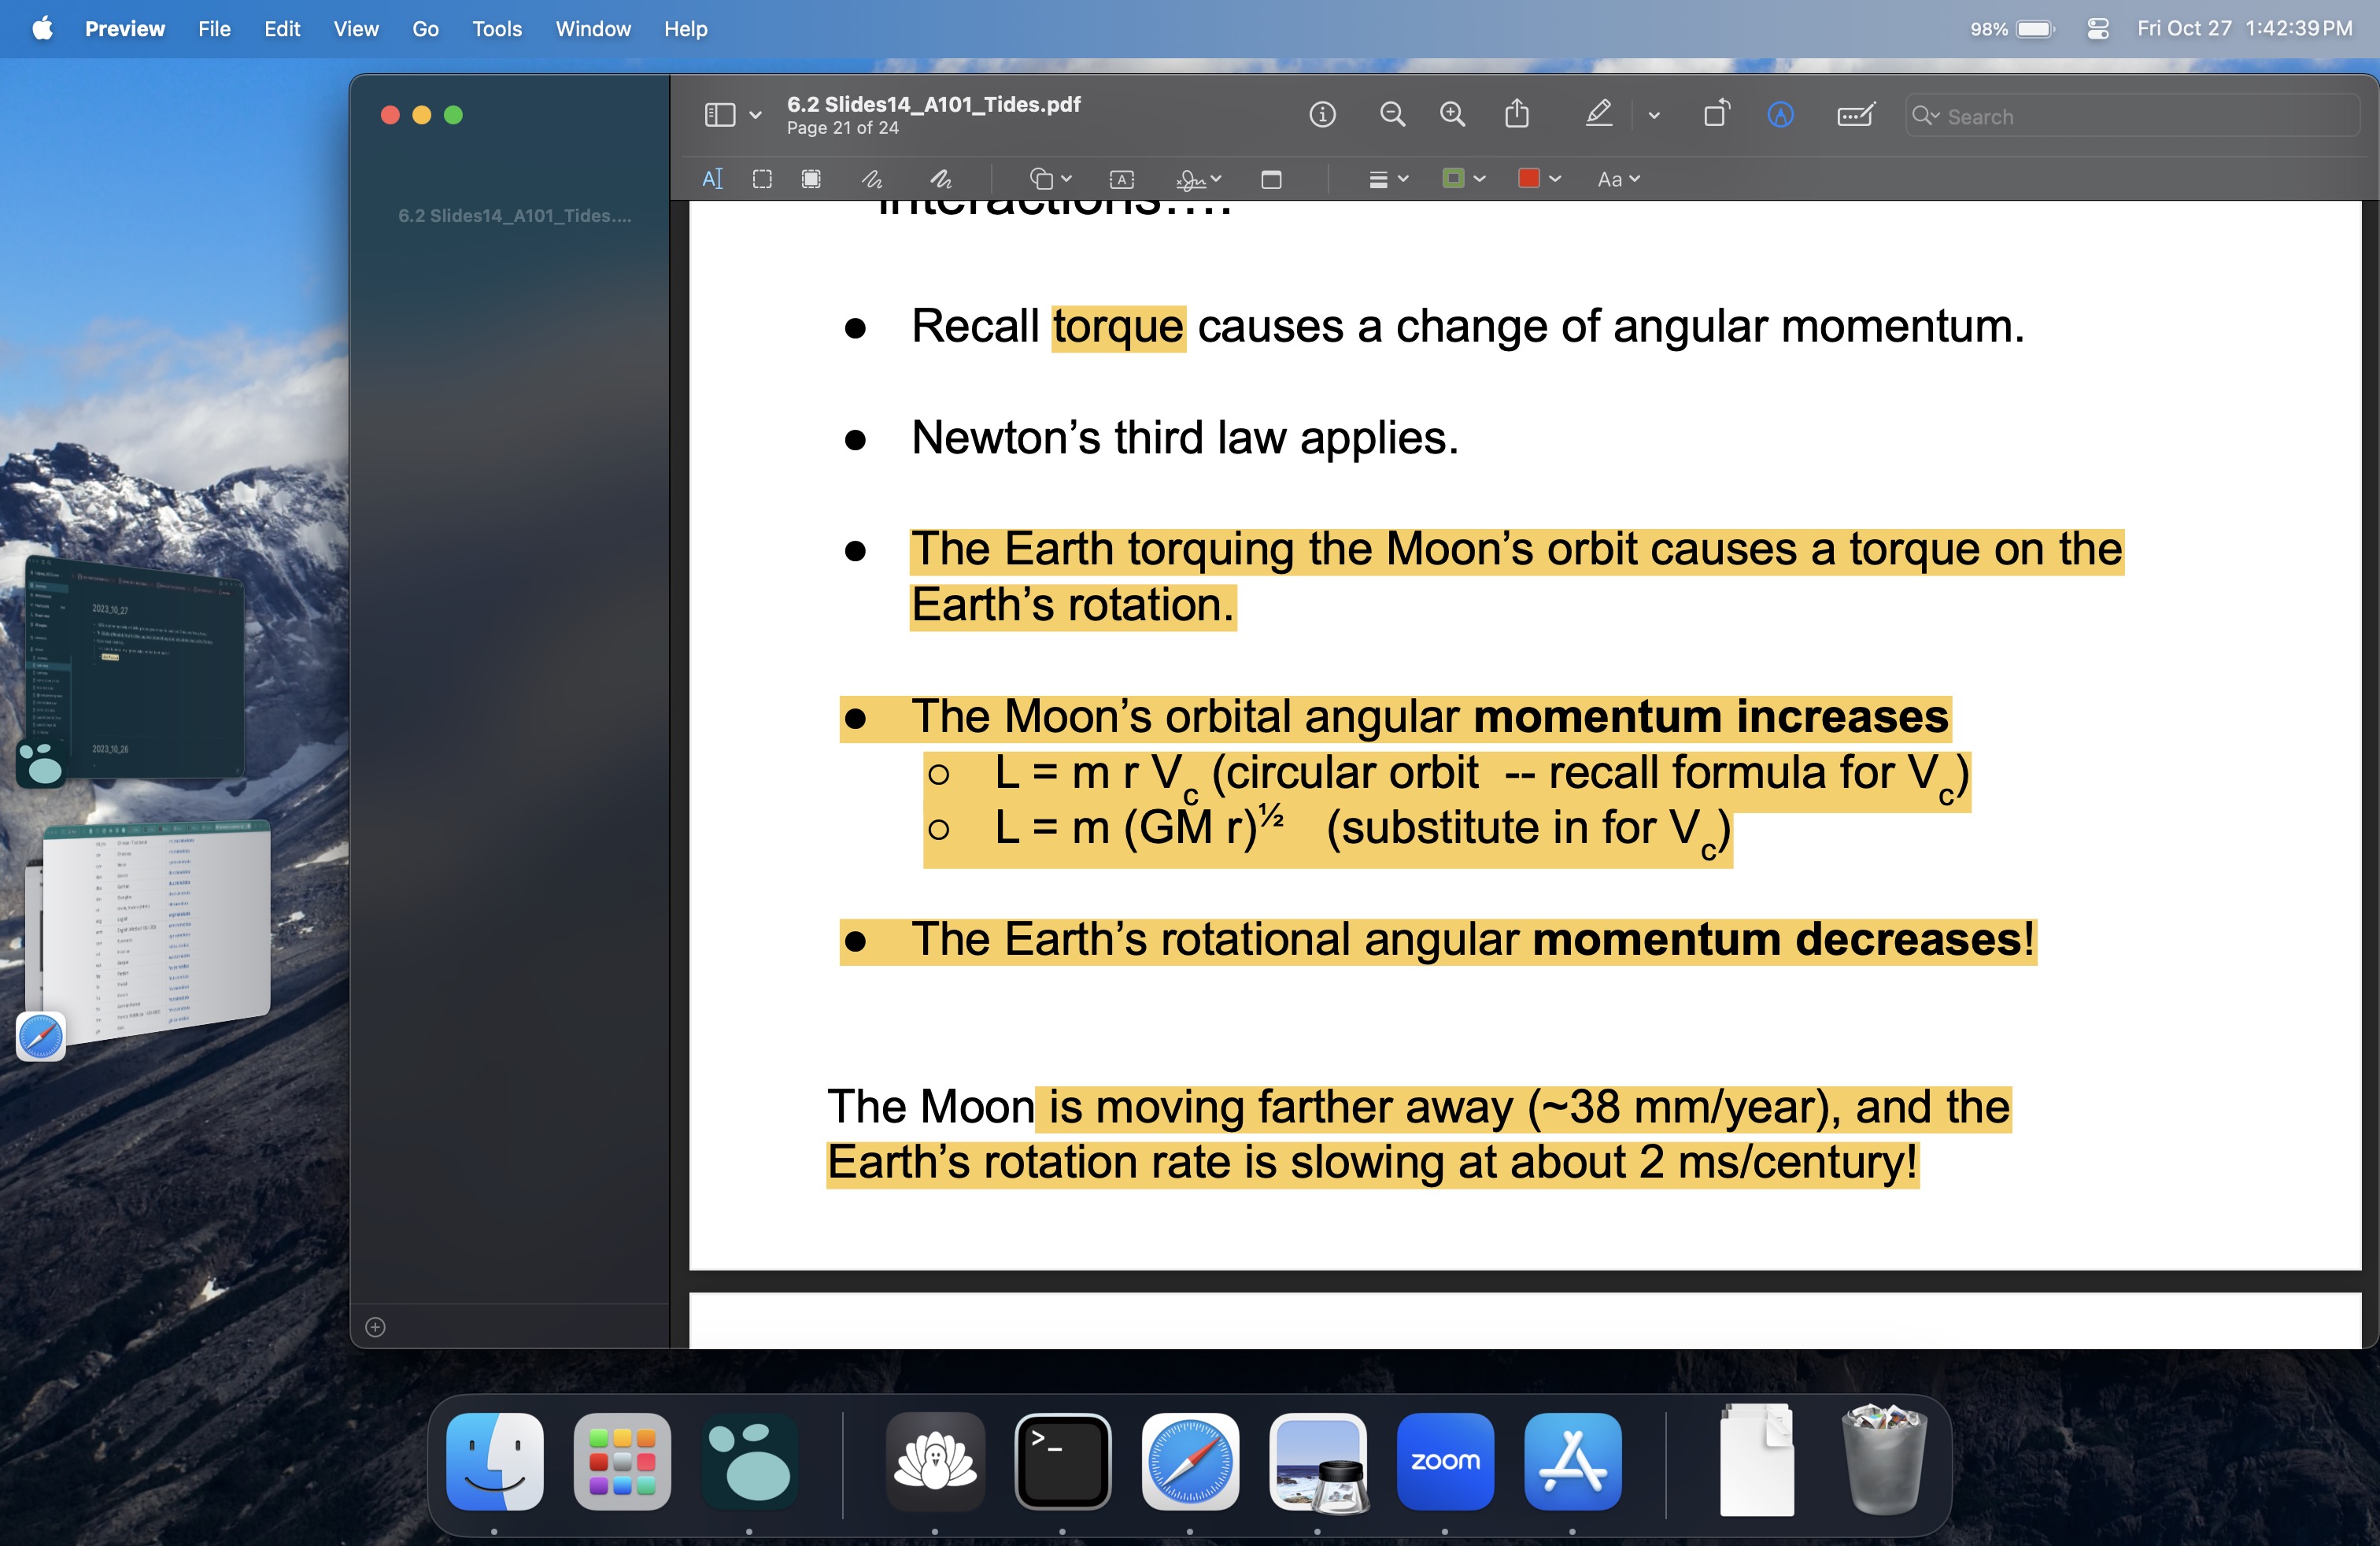 Preview File Edit View Go Tools Window Help
98% Fri Oct 27 1:42:39 PM
6.2 Slides14_A101_Tides.pdf
Page 21 of 24
Search
Aa
6.2 Slides14_A101_Tides....
interactions....
● Recall torque causes a change of angular momentum.
● Newton’s third law applies.
● The Earth torquing the Moon’s orbit causes a torque on the
Earth’s rotation.
● The Moon’s orbital angular momentum increases
○ L = m r Vc (circular orbit -- recall formula for Vc)
○ L = m (GM r)½ (substitute in for Vc)
● The Earth’s rotational angular momentum decreases!
The Moon is moving farther away (~38 mm/year), and the
Earth’s rotation rate is slowing at about 2 ms/century!
2023_10_27
2023_10_26
>_
zoom